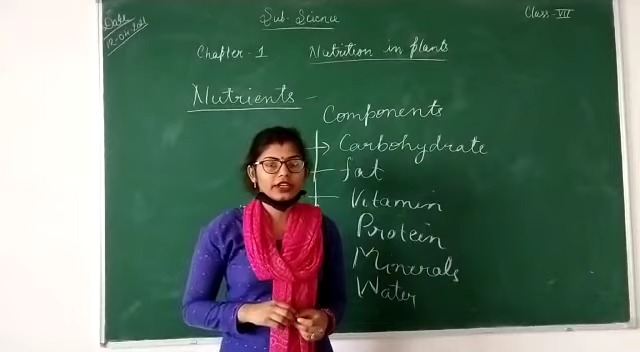 Date
12-04-2021
Sub- Science
Class- VII
Chapter - 1 Nutrition in plants
Nutrients -
Components
Carbohydrate
fat
Vitamin
Protein
Minerals
Water